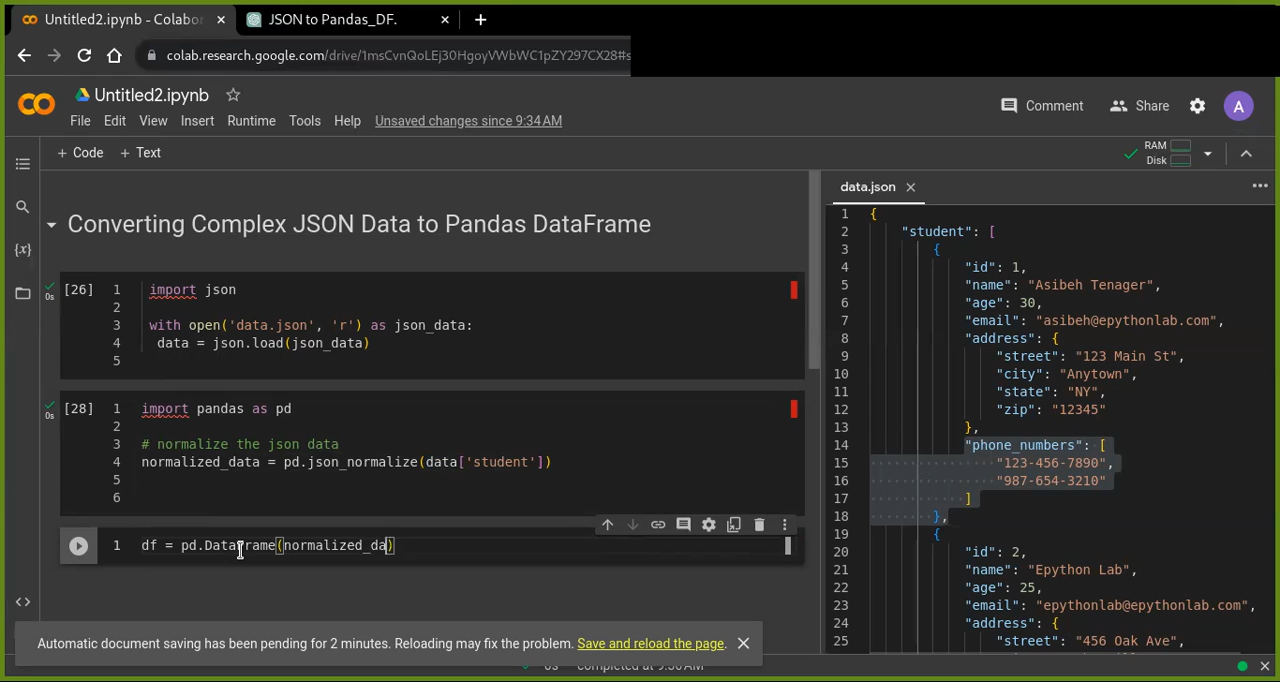 Untitled2.ipynb - Colabo
JSON to Pandas_DF.
colab.research.google.com/drive/1msCvnQoLEj30HgoyVWbWC1pZY297CX28#s
Untitled2.ipynb
File Edit View Insert Runtime Tools Help Unsaved changes since 9:34 AM
Comment Share A
+ Code + Text
RAM
Disk
Converting Complex JSON Data to Pandas DataFrame
[26] 1 import json
0s 2
3 with open('data.json', 'r') as json_data:
4 data = json.load(json_data)
5
[28] 1 import pandas as pd
0s 2
3 # normalize the json data
4 normalized_data = pd.json_normalize(data['student'])
5
6
1 df = pd.Dataframe(normalized_da)
data.json
1 {
2 "student": [
3 {
4 "id": 1,
5 "name": "Asibeh Tenager",
6 "age": 30,
7 "email": "asibeh@epythonlab.com",
8 "address": {
9 "street": "123 Main St",
10 "city": "Anytown",
11 "state": "NY",
12 "zip": "12345"
13 },
14 "phone_numbers": [
15 "123-456-7890",
16 "987-654-3210"
17 ]
18 },
19 {
20 "id": 2,
21 "name": "Epython Lab",
22 "age": 25,
23 "email": "epythonlab@epythonlab.com",
24 "address": {
25 "street": "456 Oak Ave",
Automatic document saving has been pending for 2 minutes. Reloading may fix the problem. Save and reload the page.
0s completed at 9:36 AM